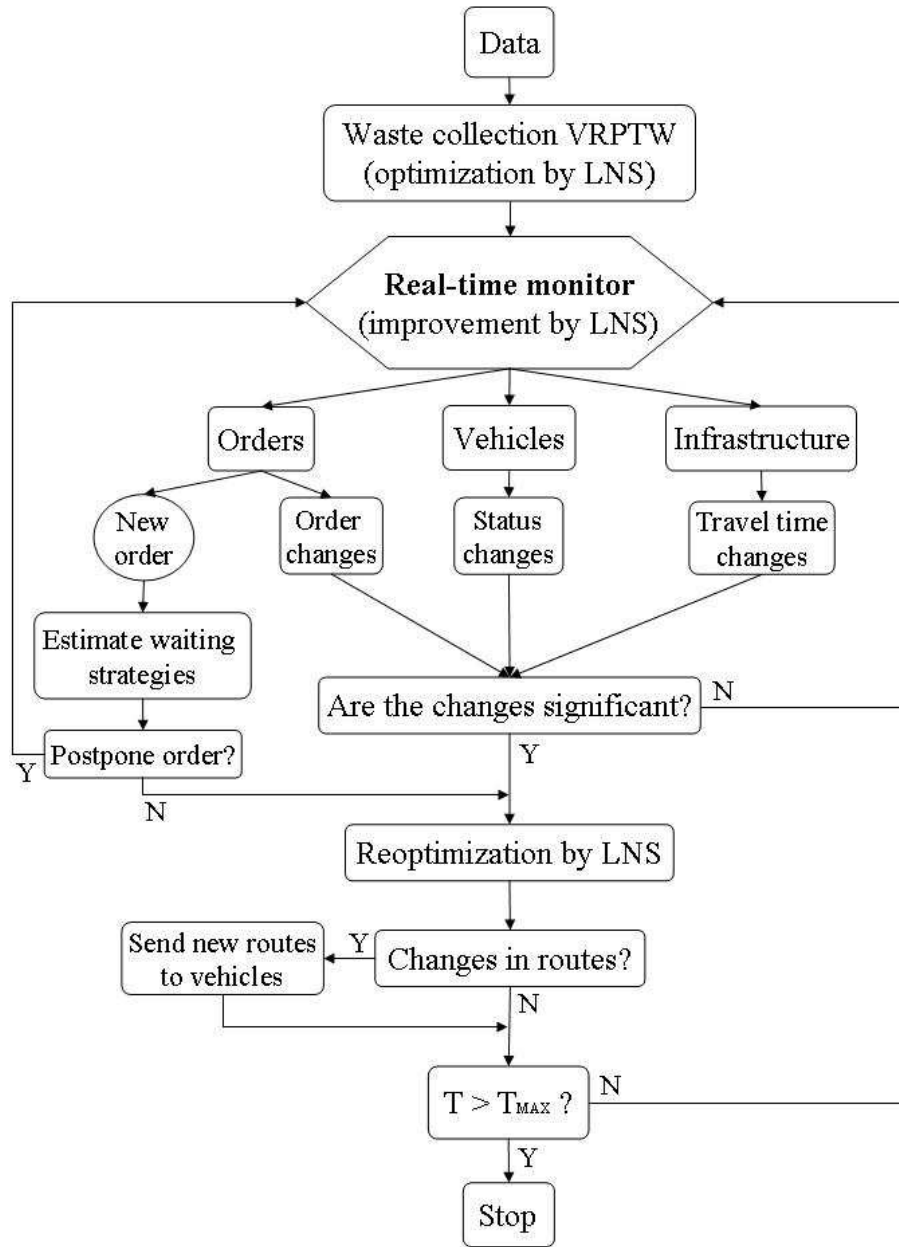 Data
Waste collection VRPTW
(optimization by LNS)
Real-time monitor
(improvement by LNS)
Orders
Vehicles
Infrastructure
New
order
Order
changes
Status
changes
Travel time
changes
Estimate waiting
strategies
Are the changes significant?
N
Postpone order?
Y
N
Y
Reoptimization by LNS
Send new routes
to vehicles
Y
Changes in routes?
N
T > TMAX ?
N
Y
Stop